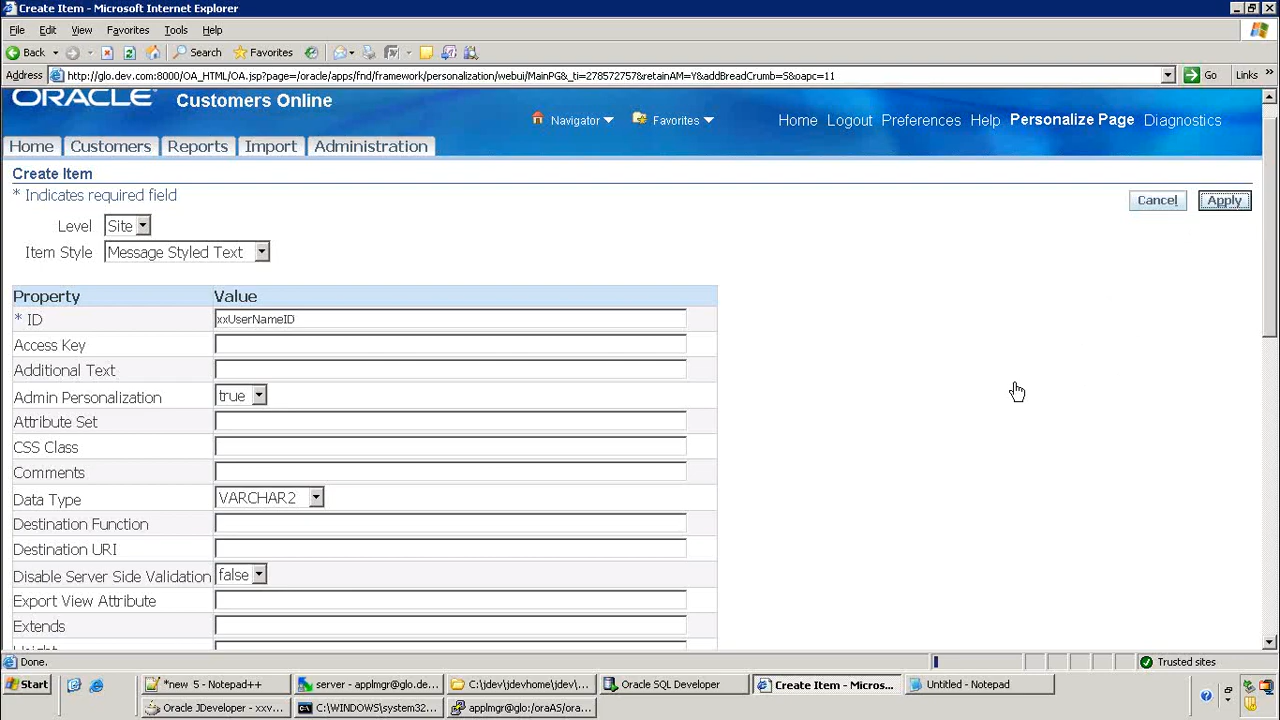 Create Item - Microsoft Internet Explorer
File Edit View Favorites Tools Help
Back Search Favorites
Address http://glo.dev.com:8000/OA_HTML/OA.jsp?page=/oracle/apps/fnd/framework/personalization/webui/MainPG&_ti=278572757&retainAM=Y&addBreadCrumb=S&oapc=11 Go Links »
ORACLE Customers Online
Navigator Favorites Home Logout Preferences Help Personalize Page Diagnostics
Home Customers Reports Import Administration
Create Item
* Indicates required field
Cancel Apply
Level Site
Item Style Message Styled Text
Property Value
* ID xxUserNameID
Access Key
Additional Text
Admin Personalization true
Attribute Set
CSS Class
Comments
Data Type VARCHAR2
Destination Function
Destination URI
Disable Server Side Validation false
Export View Attribute
Extends
Done. Trusted sites
Start *new 5 - Notepad++ server - applmgr@glo.de... C:\jdev\jdevhome\jdev\... Oracle SQL Developer Create Item - Micros... Untitled - Notepad
Oracle JDeveloper - xxv... C:\WINDOWS\system32... applmgr@glo:/oraAS/ora...